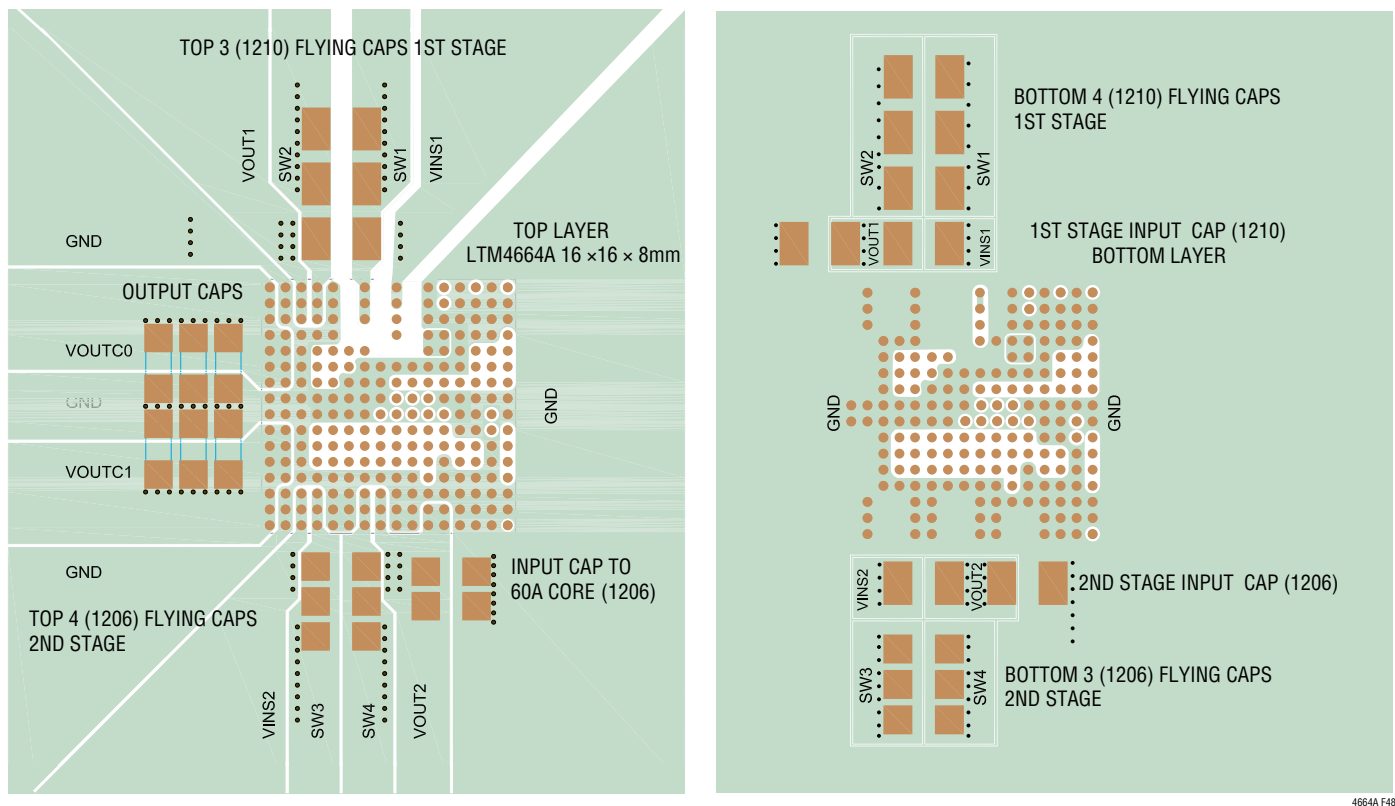 TOP 3 (1210) FLYING CAPS 1ST STAGE
VOUT1
SW2
SW1
VINS1
GND
TOP LAYER
LTM4664A 16 ×16 × 8mm
OUTPUT CAPS
VOUTC0
GND
VOUTC1
GND
GND
INPUT CAP TO
60A CORE (1206)
TOP 4 (1206) FLYING CAPS
2ND STAGE
VINS2
SW3
SW4
VOUT2
BOTTOM 4 (1210) FLYING CAPS
1ST STAGE
SW2
SW1
VOUT1
VINS1
1ST STAGE INPUT CAP (1210)
BOTTOM LAYER
GND
GND
VINS2
VOUT2
2ND STAGE INPUT CAP (1206)
SW3
SW4
BOTTOM 3 (1206) FLYING CAPS
2ND STAGE
4664A F48